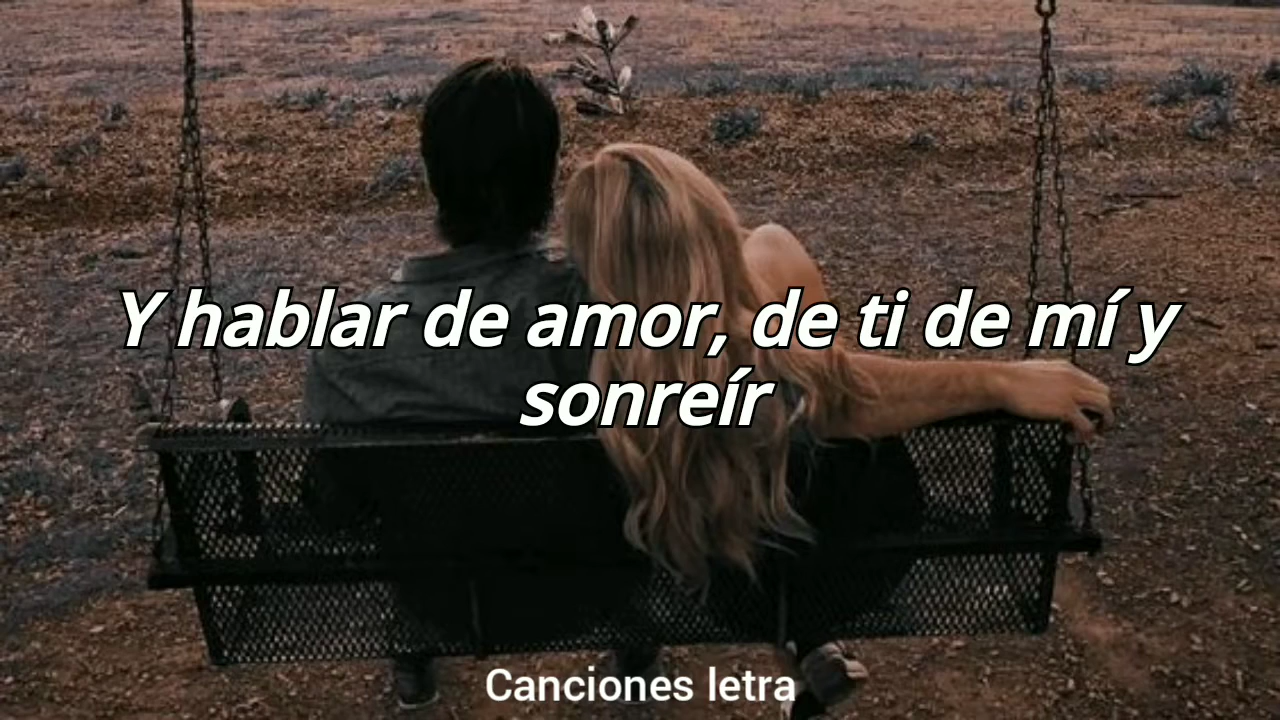 Y hablar de amor, de ti de mí y
sonreír
Canciones letra